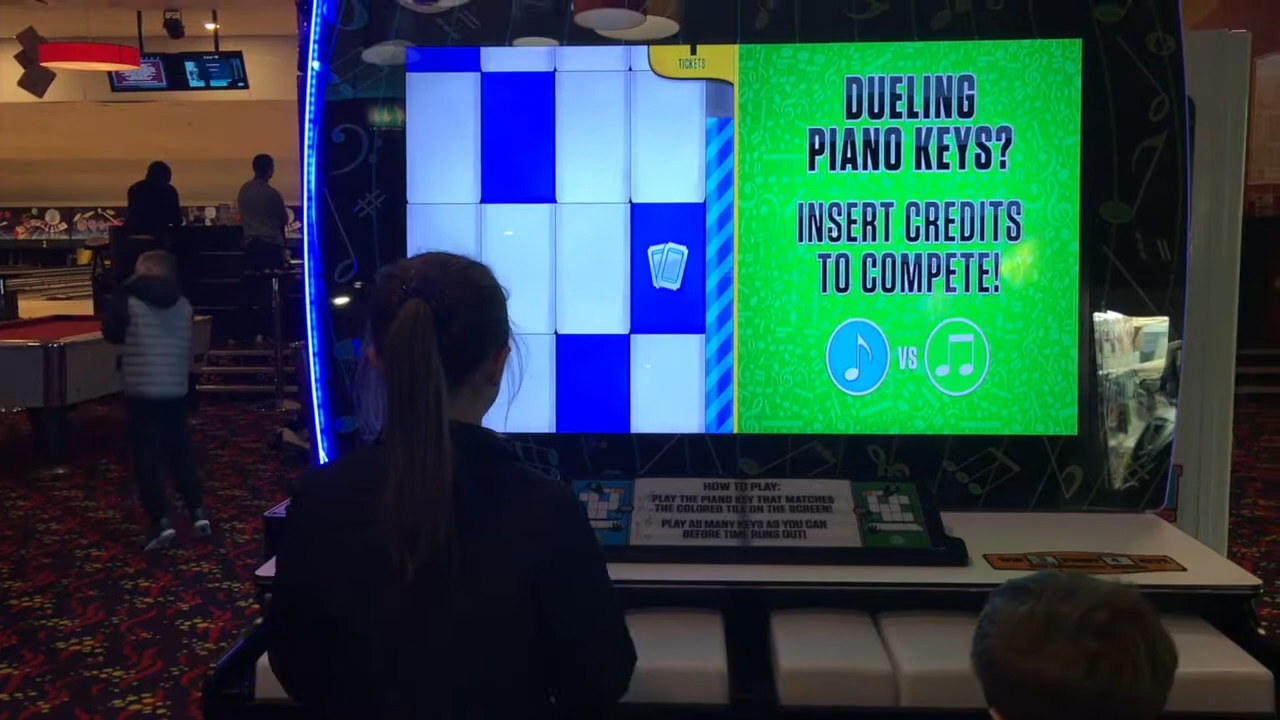 TICKETS
DUELING
PIANO KEYS?
INSERT CREDITS
TO COMPETE!
VS
HOW TO PLAY:
PLAY THE PIANO KEY THAT MATCHES
THE COLORED TILE ON THE SCREEN!
PLAY AS MANY KEYS AS YOU CAN
BEFORE TIME RUNS OUT!